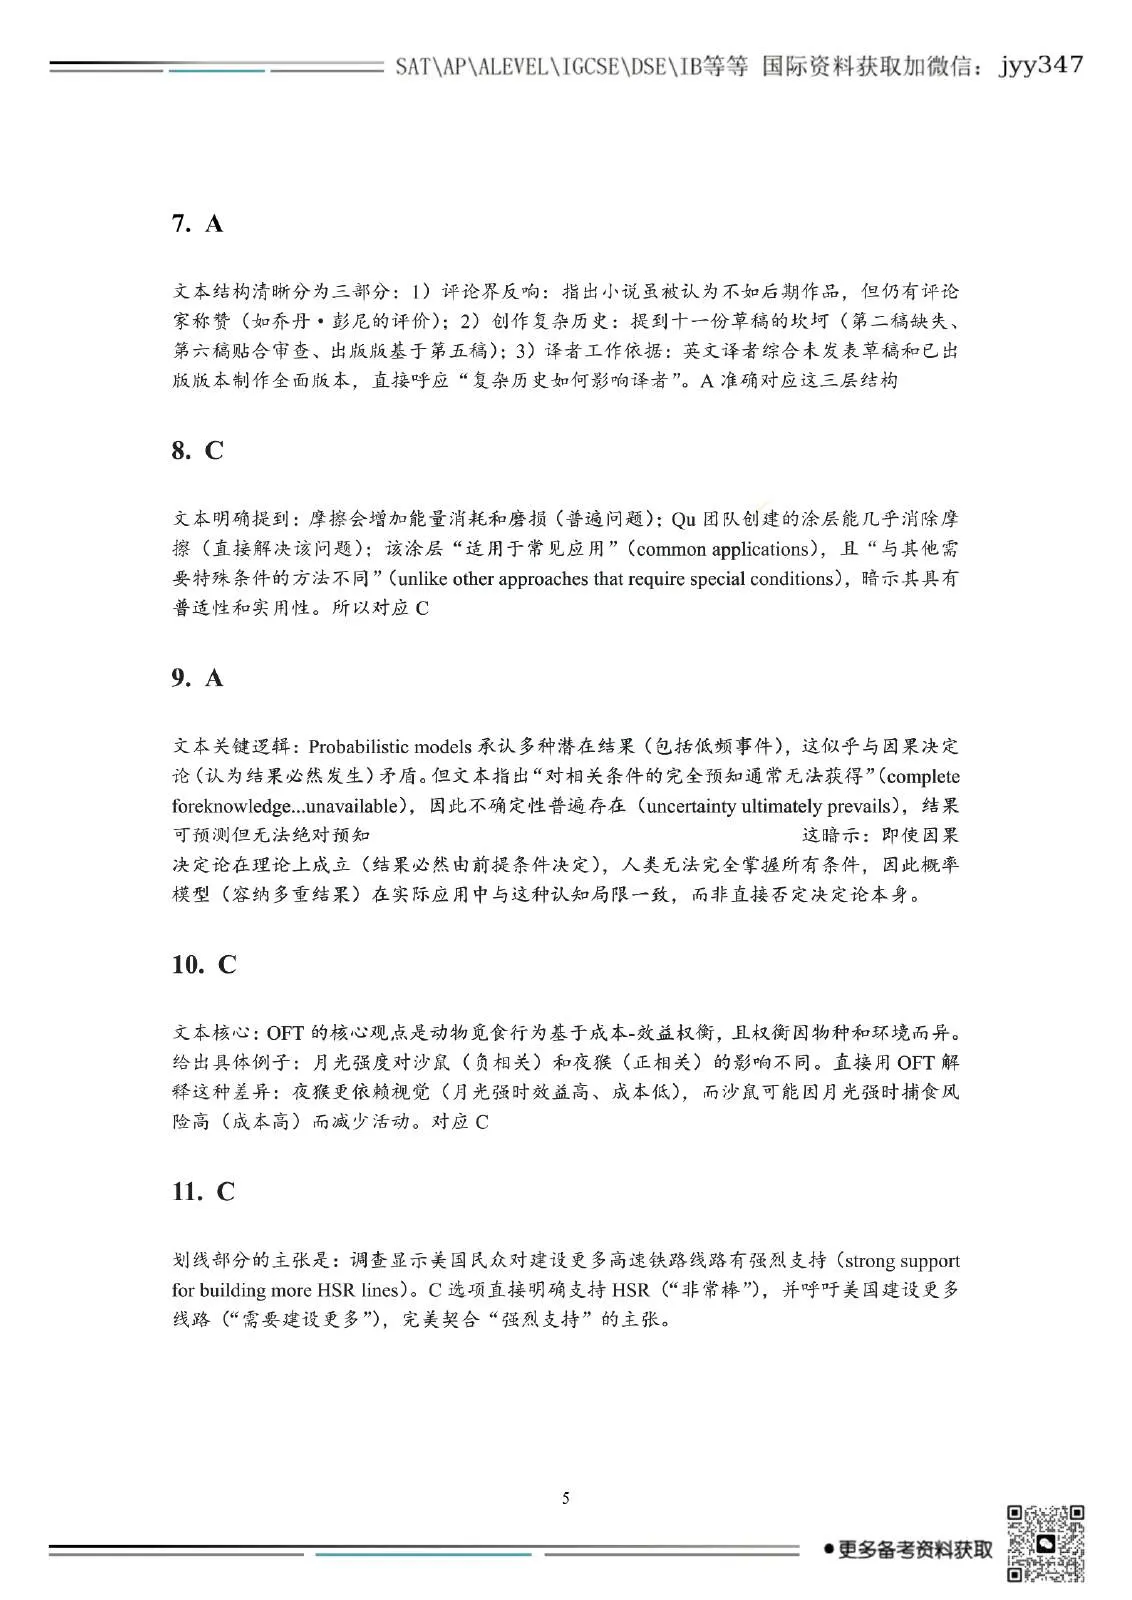 SAT\AP\ALEVEL\IGCSE\DSE\IB等等 国际资料获取加微信： jyy347
7. A
文本结构清晰分为三部分：1）评论界反响：指出小说虽被认为不如后期作品，但仍有评论
家称赞（如乔丹·彭尼的评价）；2）创作复杂历史：提到十一份草稿的坎坷（第二稿缺失、
第六稿贴合审查、出版版基于第五稿）；3）译者工作依据：英文译者综合未发表草稿和已出
版版本制作全面版本，直接呼应“复杂历史如何影响译者”。A 准确对应这三层结构
8. C
文本明确提到：摩擦会增加能量消耗和磨损（普遍问题）；Qu 团队创建的涂层能几乎消除摩
擦（直接解决该问题）；该涂层“适用于常见应用”（common applications），且“与其他需
要特殊条件的方法不同”（unlike other approaches that require special conditions），暗示其具有
普适性和实用性。所以对应 C
9. A
文本关键逻辑：Probabilistic models 承认多种潜在结果（包括低频事件），这似乎与因果决定
论（认为结果必然发生）矛盾。但文本指出“对相关条件的完全预知通常无法获得”（complete
foreknowledge...unavailable），因此不确定性普遍存在（uncertainty ultimately prevails），结果
可预测但无法绝对预知 这暗示：即使因果
决定论在理论上成立（结果必然由前提条件决定），人类无法完全掌握所有条件，因此概率
模型（容纳多重结果）在实际应用中与这种认知局限一致，而非直接否定决定论本身。
10. C
文本核心：OFT 的核心观点是动物觅食行为基于成本-效益权衡，且权衡因物种和环境而异。
给出具体例子：月光强度对沙鼠（负相关）和夜猴（正相关）的影响不同。直接用 OFT 解
释这种差异：夜猴更依赖视觉（月光强时效益高、成本低），而沙鼠可能因月光强时捕食风
险高（成本高）而减少活动。对应 C
11. C
划线部分的主张是：调查显示美国民众对建设更多高速铁路线路有强烈支持（strong support
for building more HSR lines）。C 选项直接明确支持 HSR（“非常棒”），并呼吁美国建设更多
线路（“需要建设更多”），完美契合“强烈支持”的主张。
5
●更多备考资料获取